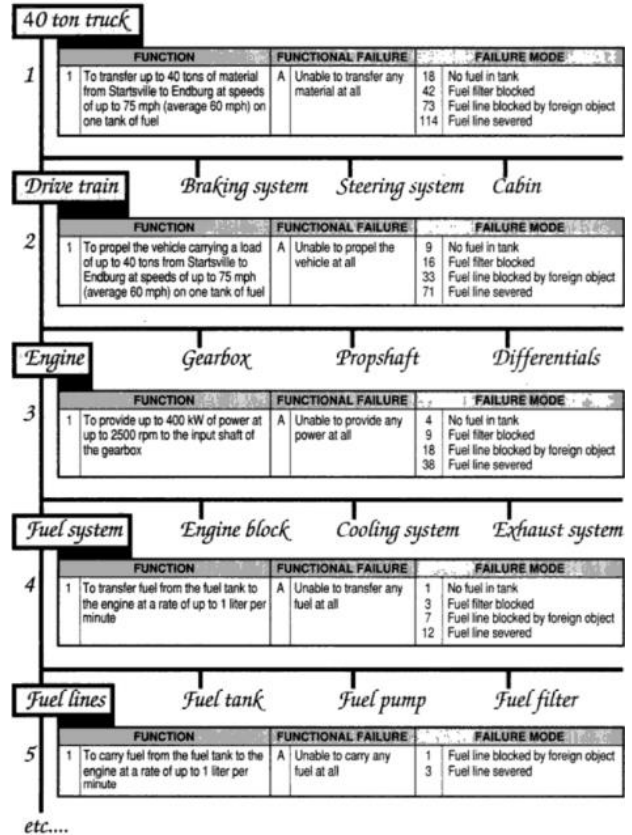 40 ton truck
1
FUNCTION FUNCTIONAL FAILURE FAILURE MODE
1 To transfer up to 40 tons of material A Unable to transfer any 18 No fuel in tank
from Startsville to Endburg at speeds material at all 42 Fuel filter blocked
of up to 75 mph (average 60 mph) on 73 Fuel line blocked by foreign object
one tank of fuel 114 Fuel line severed
Drive train Braking system Steering system Cabin
2
FUNCTION FUNCTIONAL FAILURE FAILURE MODE
1 To propel the vehicle carrying a load A Unable to propel the 9 No fuel in tank
of up to 40 tons from Startsville to vehicle at all 16 Fuel filter blocked
Endburg at speeds of up to 75 mph 33 Fuel line blocked by foreign object
(average 60 mph) on one tank of fuel 71 Fuel line severed
Engine Gearbox Propshaft Differentials
3
FUNCTION FUNCTIONAL FAILURE FAILURE MODE
1 To provide up to 400 kW of power at A Unable to provide any 4 No fuel in tank
up to 2500 rpm to the input shaft of power at all 9 Fuel filter blocked
the gearbox 18 Fuel line blocked by foreign object
38 Fuel line severed
Fuel system Engine block Cooling system Exhaust system
4
FUNCTION FUNCTIONAL FAILURE FAILURE MODE
1 To transfer fuel from the fuel tank to A Unable to transfer any 1 No fuel in tank
the engine at a rate of up to 1 liter per fuel at all 3 Fuel filter blocked
minute 7 Fuel line blocked by foreign object
12 Fuel line severed
Fuel lines Fuel tank Fuel pump Fuel filter
5
FUNCTION FUNCTIONAL FAILURE FAILURE MODE
1 To carry fuel from the fuel tank to the A Unable to carry any 1 Fuel line blocked by foreign object
engine at a rate of up to 1 liter per fuel at all 3 Fuel line severed
minute
etc....